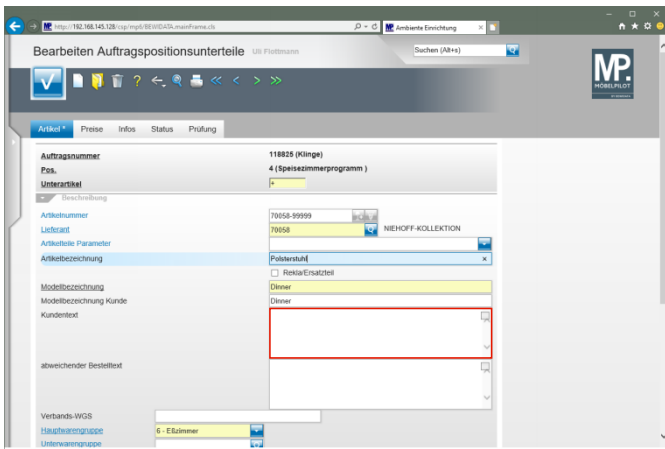 http://192.168.145.128/csp/mp6/BEWIDATA.mainFrame.cls
MP Ambiente Einrichtung ×
Bearbeiten Auftragspositionsunterteile Uli Flottmann
Suchen (Alt+s)
MP.
MÖBELPILOT
Artikel * Preise Infos Status Prüfung
Auftragsnummer 118825 (Klinge)
Pos. 4 (Speisezimmerprogramm )
Unterartikel +
Beschreibung
Artikelnummer 70058-99999
Lieferant 70058 NIEHOFF-KOLLEKTION
Artikelteile Parameter
Artikelbezeichnung Polsterstuhl ×
Rekla/Ersatzteil
Modellbezeichnung Dinner
Modellbezeichnung Kunde Dinner
Kundentext
abweichender Bestelltext
Verbands-WGS
Hauptwarengruppe 6 - Eßzimmer
Unterwarengruppe